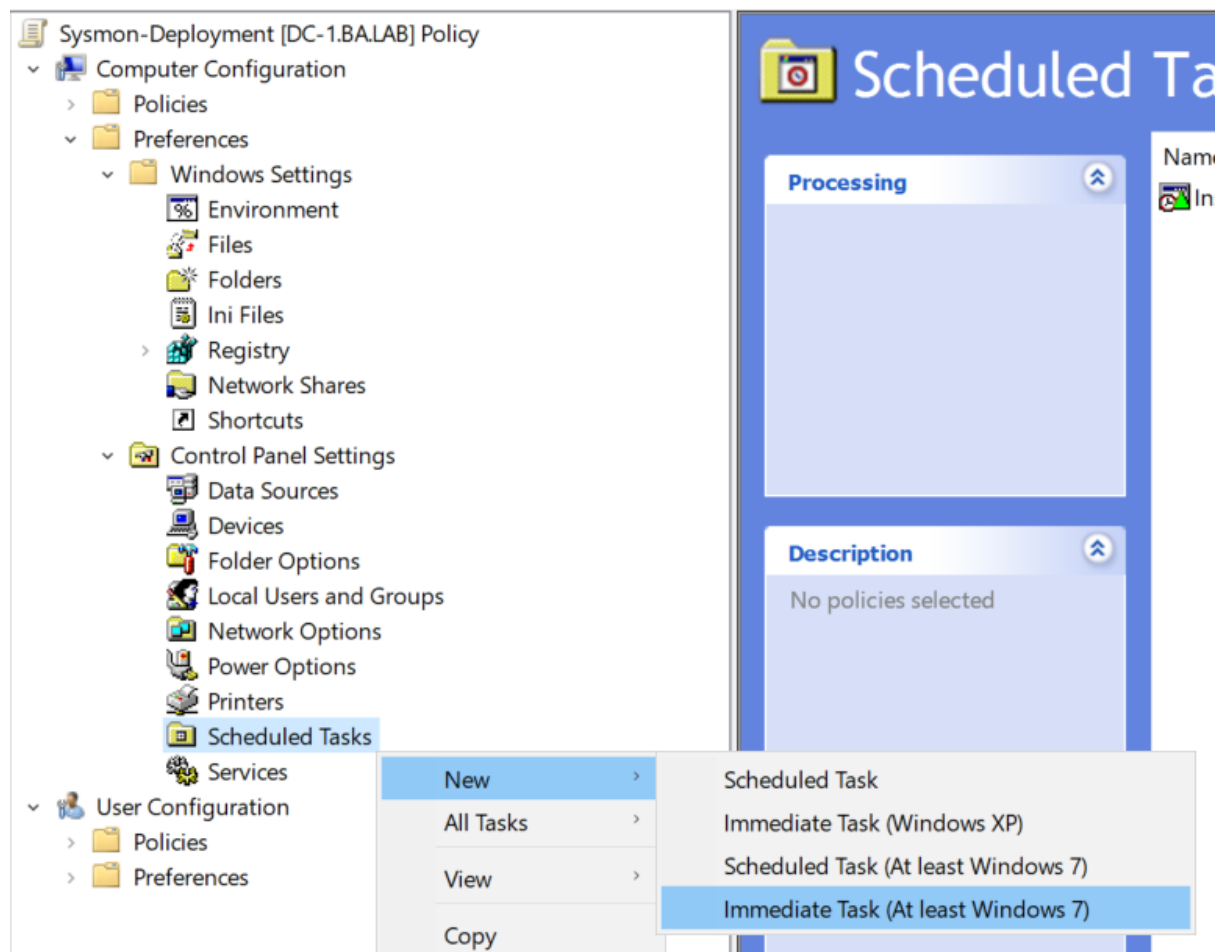 Sysmon-Deployment [DC-1.BA.LAB] Policy
Computer Configuration
Policies
Preferences
Windows Settings
Environment
Files
Folders
Ini Files
Registry
Network Shares
Shortcuts
Control Panel Settings
Data Sources
Devices
Folder Options
Local Users and Groups
Network Options
Power Options
Printers
Scheduled Tasks
Services
User Configuration
Policies
Preferences
New
All Tasks
View
Copy
Scheduled Task
Immediate Task (Windows XP)
Scheduled Task (At least Windows 7)
Immediate Task (At least Windows 7)
Scheduled Ta
Processing
Description
No policies selected
Nam
In